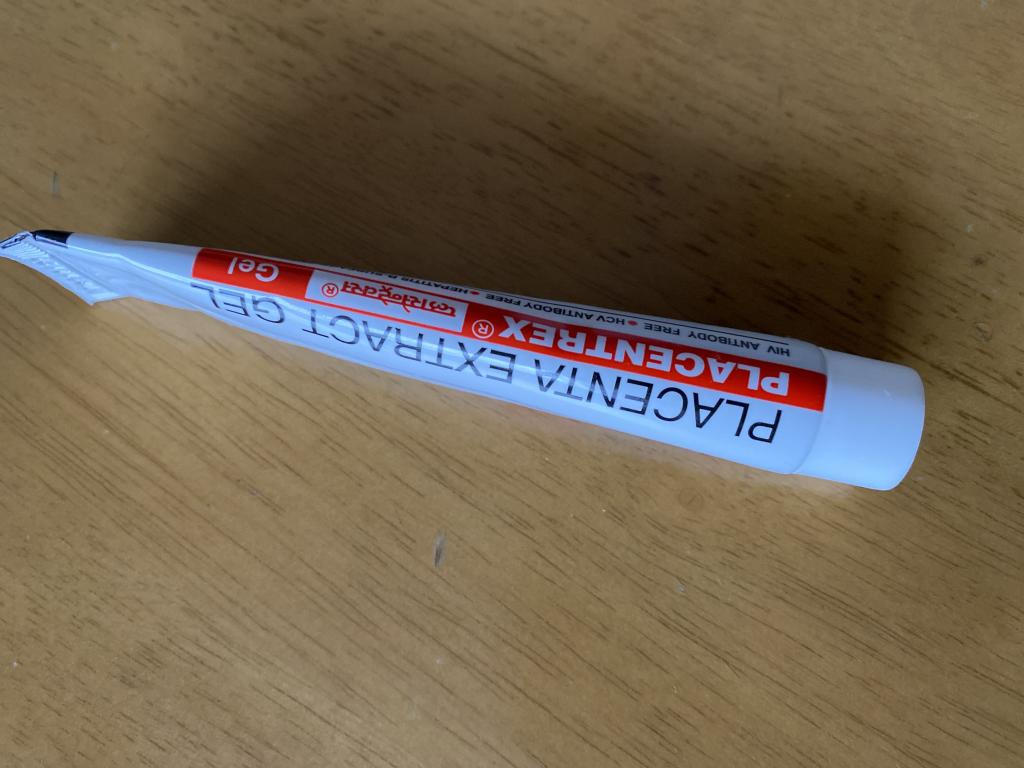 PLACENTA EXTRACT GEL
PLACENTREX® प्लासेन्ट्रेक्स® Gel
HIV ANTIBODY FREE • HCV ANTIBODY FREE • HEPATITIS B